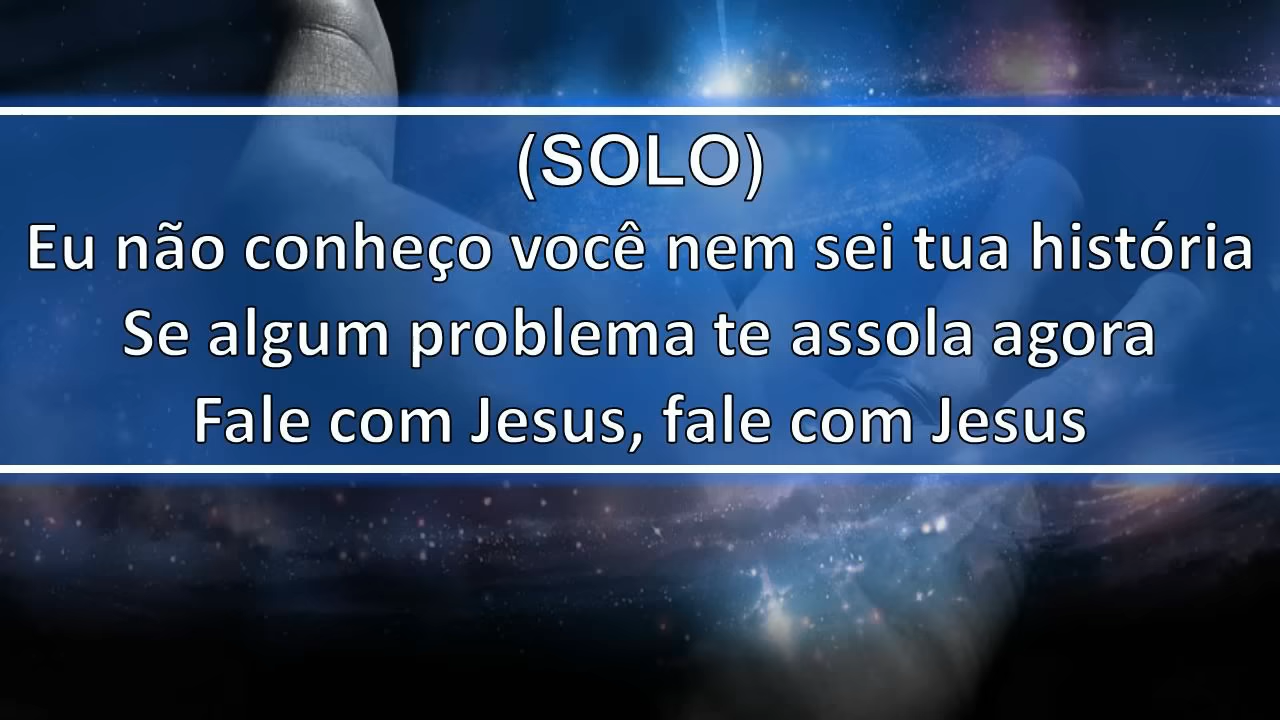 (SOLO)
Eu não conheço você nem sei tua história
Se algum problema te assola agora
Fale com Jesus, fale com Jesus